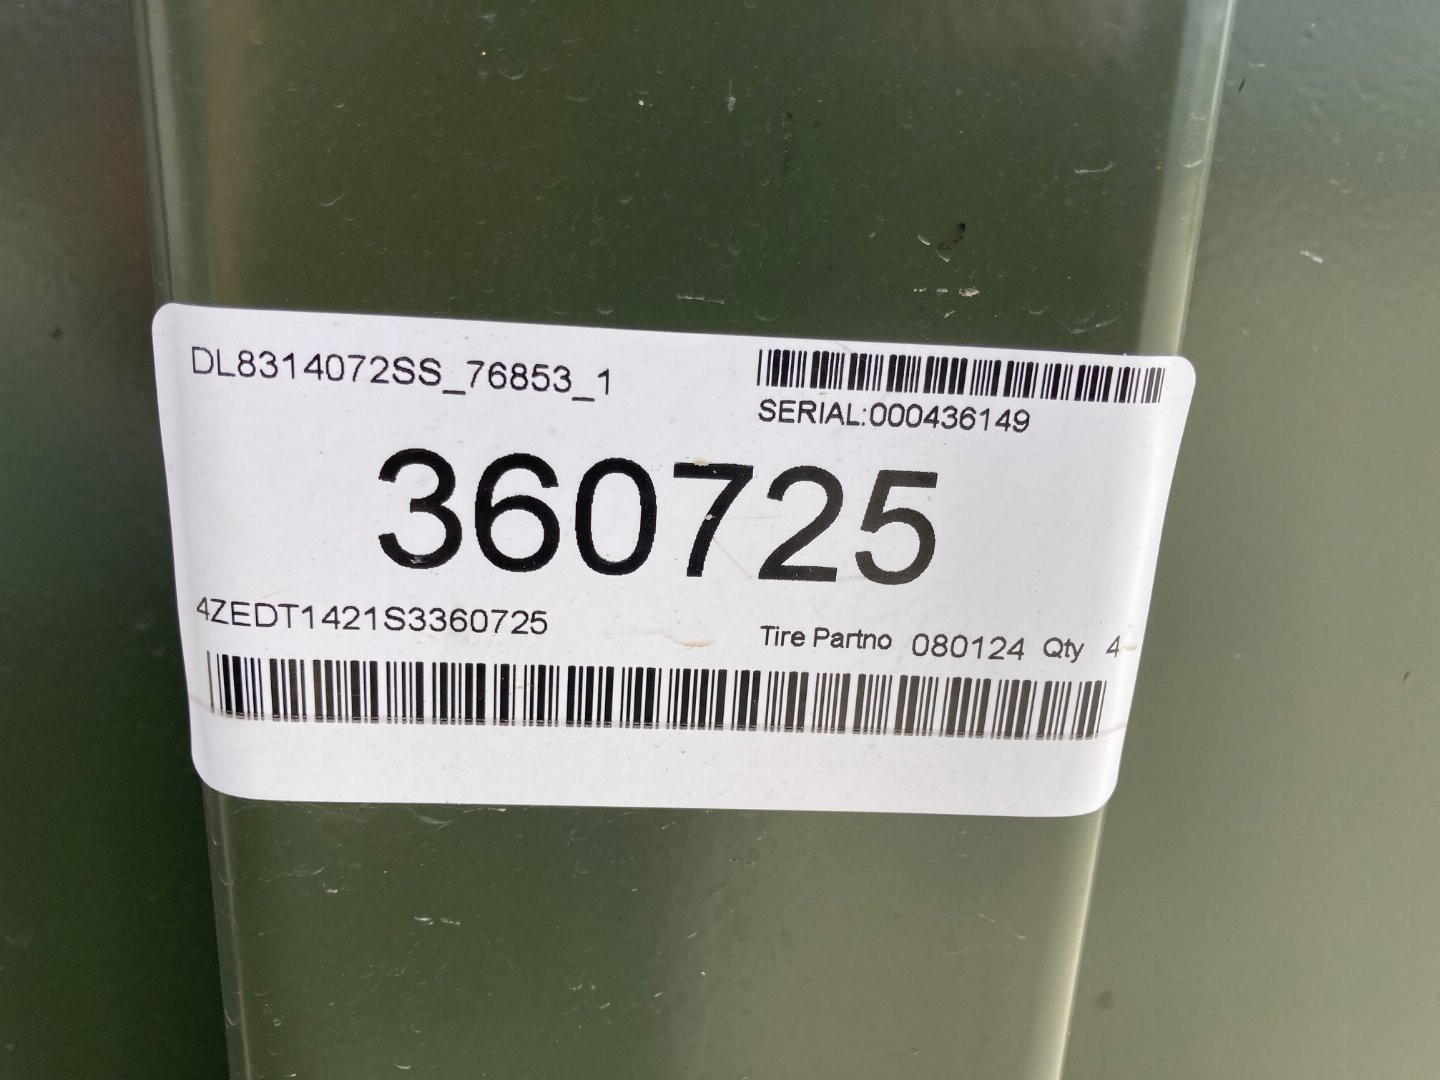 DL8314072SS_76853_1
SERIAL:000436149
360725
4ZEDT1421S3360725
Tire Partno 080124 Qty 4